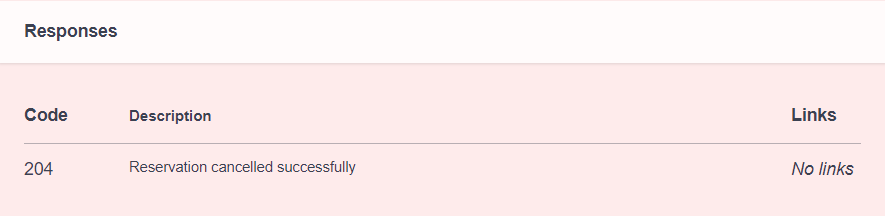 Responses
Code Description Links
204 Reservation cancelled successfully No links